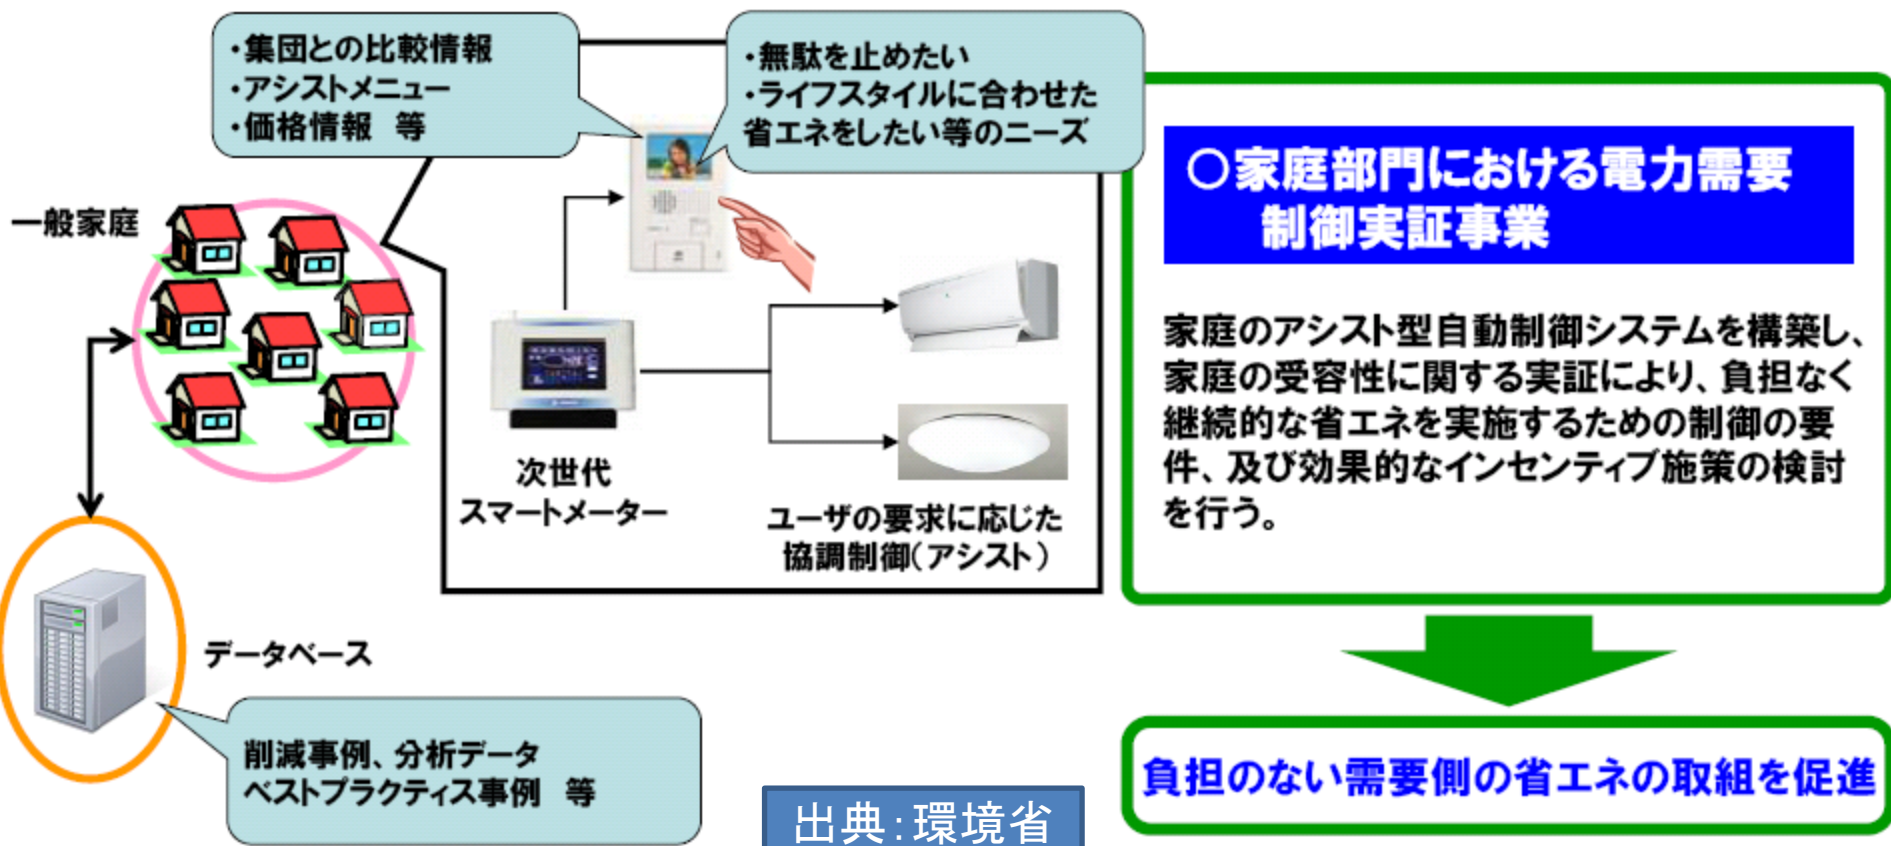 ・集団との比較情報
・アシストメニュー
・価格情報 等
・無駄を止めたい
・ライフスタイルに合わせた
省エネをしたい等のニーズ
一般家庭
次世代
スマートメーター
ユーザの要求に応じた
協調制御(アシスト)
データベース
削減事例、分析データ
ベストプラクティス事例 等
○家庭部門における電力需要
制御実証事業
家庭のアシスト型自動制御システムを構築し、
家庭の受容性に関する実証により、負担なく
継続的な省エネを実施するための制御の要
件、及び効果的なインセンティブ施策の検討
を行う。
負担のない需要側の省エネの取組を促進
出典:環境省